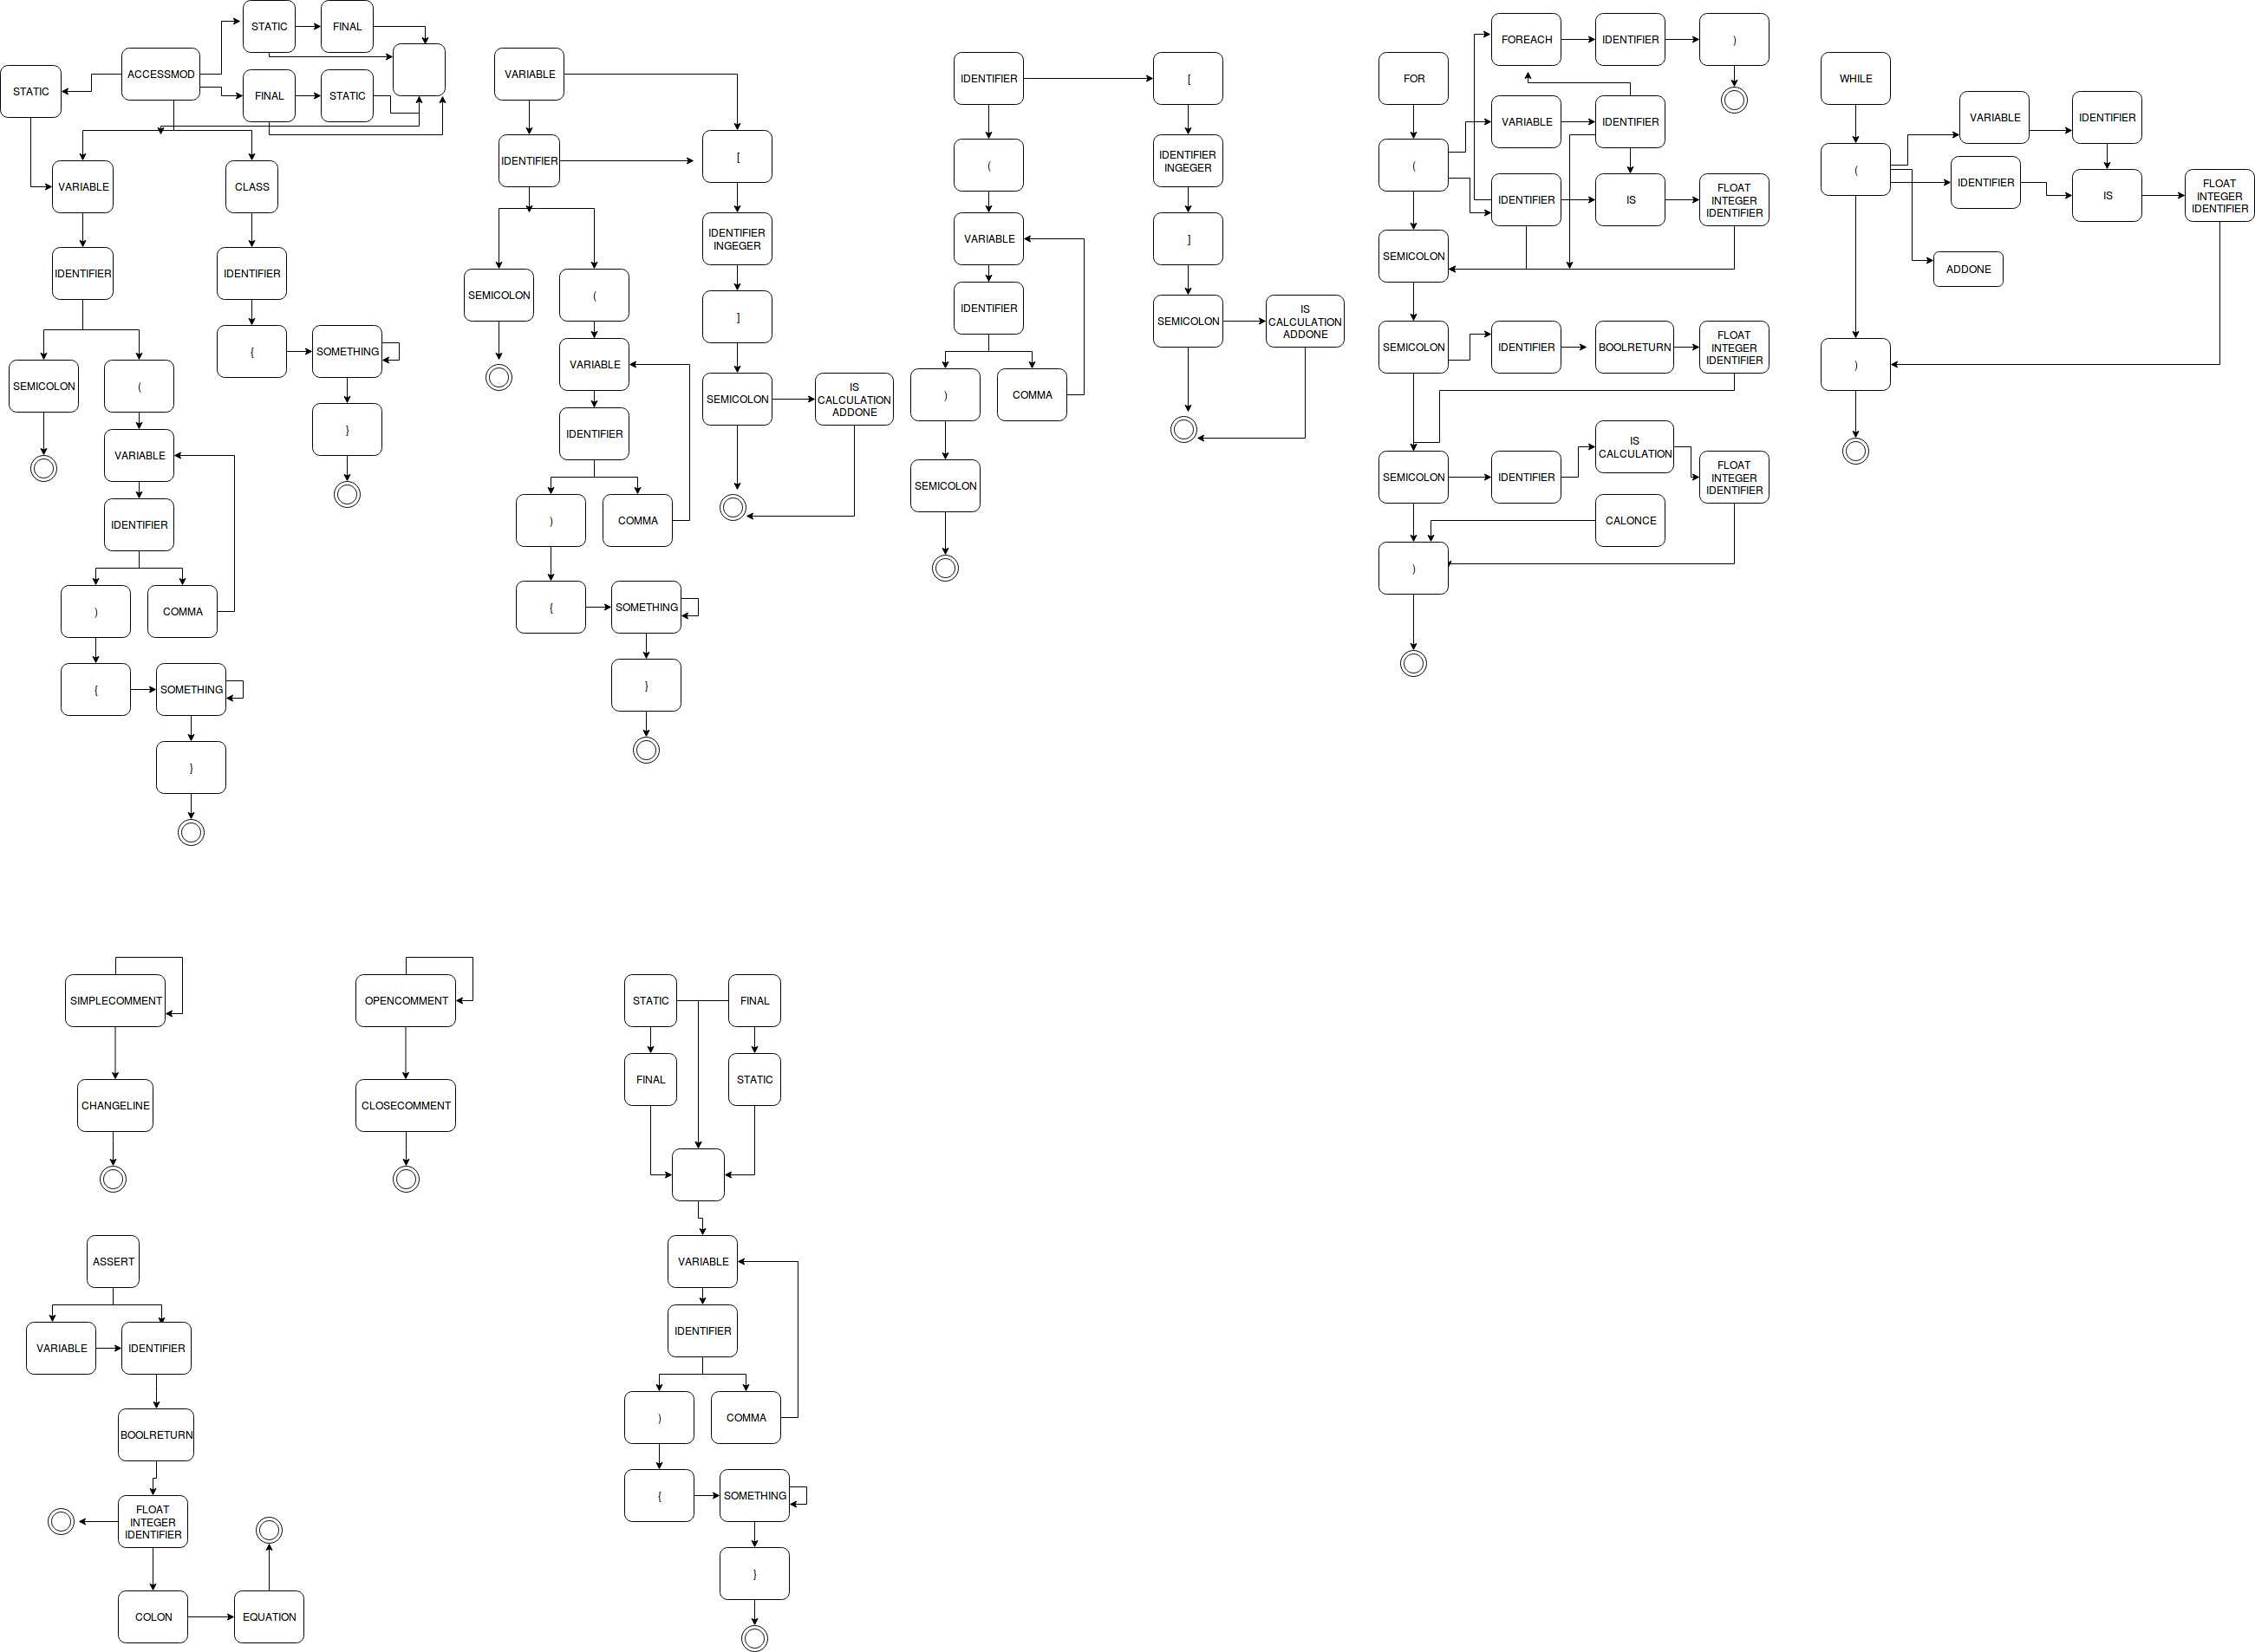 STATIC
ACCESSMOD
STATIC
FINAL
FINAL
STATIC
VARIABLE
CLASS
IDENTIFIER
IDENTIFIER
{
SOMETHING
}
SEMICOLON
(
VARIABLE
IDENTIFIER
)
COMMA
{
SOMETHING
}
VARIABLE
IDENTIFIER
[
IDENTIFIER
INGEGER
]
SEMICOLON
IS
CALCULATION
ADDONE
SEMICOLON
(
VARIABLE
IDENTIFIER
)
COMMA
{
SOMETHING
}
IDENTIFIER
(
VARIABLE
IDENTIFIER
)
COMMA
SEMICOLON
[
IDENTIFIER
INGEGER
]
SEMICOLON
IS
CALCULATION
ADDONE
FOR
(
FOREACH
IDENTIFIER
)
VARIABLE
IDENTIFIER
IDENTIFIER
IS
FLOAT
INTEGER
IDENTIFIER
SEMICOLON
SEMICOLON
IDENTIFIER
BOOLRETURN
FLOAT
INTEGER
IDENTIFIER
SEMICOLON
IDENTIFIER
IS
CALCULATION
FLOAT
INTEGER
IDENTIFIER
CALONCE
)
WHILE
(
VARIABLE
IDENTIFIER
IDENTIFIER
IS
FLOAT
INTEGER
IDENTIFIER
ADDONE
)
SIMPLECOMMENT
CHANGELINE
OPENCOMMENT
CLOSECOMMENT
STATIC
FINAL
FINAL
STATIC
VARIABLE
IDENTIFIER
)
COMMA
{
SOMETHING
}
ASSERT
VARIABLE
IDENTIFIER
BOOLRETURN
FLOAT
INTEGER
IDENTIFIER
COLON
EQUATION